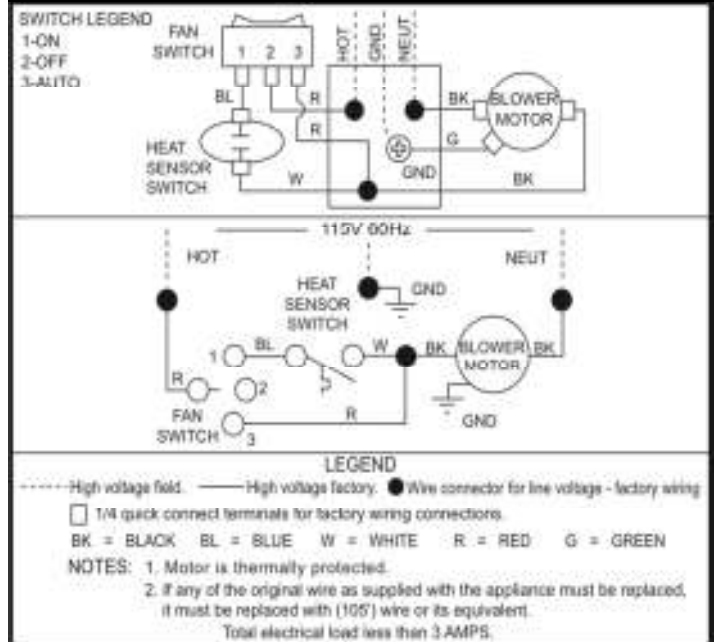 SWITCH LEGEND
1-ON
2-OFF
3-AUTO
FAN
SWITCH
1 2 3
HOT
GND
NEUT
BL
R
R
BK
BLOWER
MOTOR
G
HEAT
SENSOR
SWITCH
GND
W
BK
115V 60Hz
HOT
NEUT
HEAT
SENSOR
SWITCH
GND
1
BL
W
BK
BLOWER
MOTOR
BK
R
2
FAN
SWITCH
3
R
GND
LEGEND
High voltage field. High voltage factory. Wire connector for line voltage - factory wiring
1/4 quick connect terminals for factory wiring connections.
BK = BLACK BL = BLUE W = WHITE R = RED G = GREEN
NOTES: 1. Motor is thermally protected.
2. If any of the original wire as supplied with the appliance must be replaced,
it must be replaced with (105°) wire or its equivalent.
Total electrical load less than 3 AMPS.